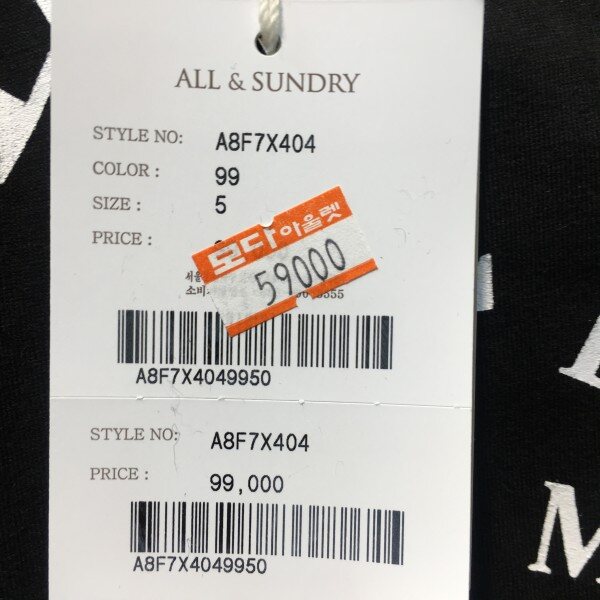 ALL & SUNDRY
STYLE NO: A8F7X404
COLOR : 99
SIZE : 5
PRICE :
모다아울렛
59000
A8F7X4049950
STYLE NO: A8F7X404
PRICE : 99,000
A8F7X4049950
M